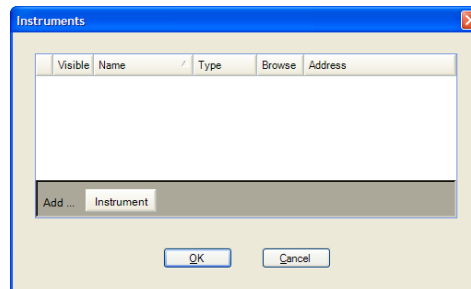 Instruments
Visible Name Type Browse Address
Add ... Instrument
OK Cancel